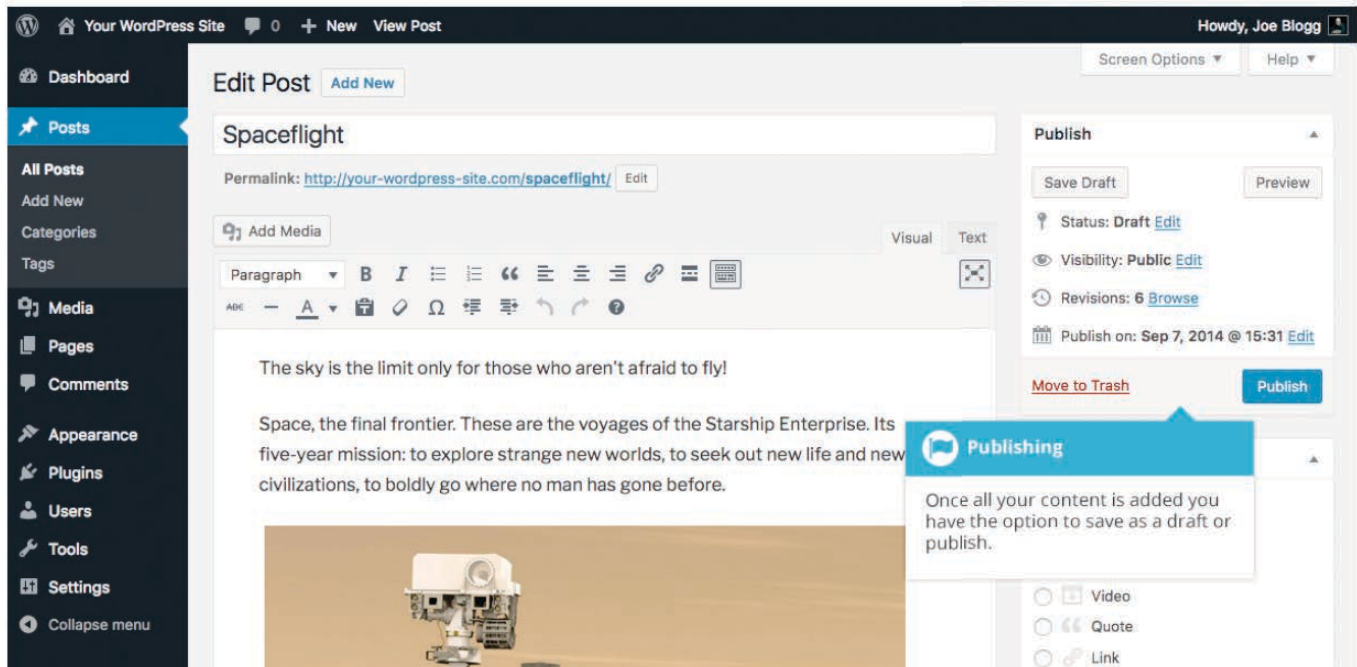 Your WordPress Site 0 + New View Post Howdy, Joe Blogg
Screen Options Help
Dashboard
Posts
All Posts
Add New
Categories
Tags
Media
Pages
Comments
Appearance
Plugins
Users
Tools
Settings
Collapse menu
Edit Post Add New
Spaceflight
Permalink: http://your-wordpress-site.com/spaceflight/ Edit
Add Media
Visual Text
Paragraph B I
ABC A Ω
The sky is the limit only for those who aren't afraid to fly!
Space, the final frontier. These are the voyages of the Starship Enterprise. Its
five-year mission: to explore strange new worlds, to seek out new life and new
civilizations, to boldly go where no man has gone before.
Publish
Save Draft Preview
Status: Draft Edit
Visibility: Public Edit
Revisions: 6 Browse
Publish on: Sep 7, 2014 @ 15:31 Edit
Move to Trash Publish
Publishing
Once all your content is added you
have the option to save as a draft or
publish.
Video
Quote
Link